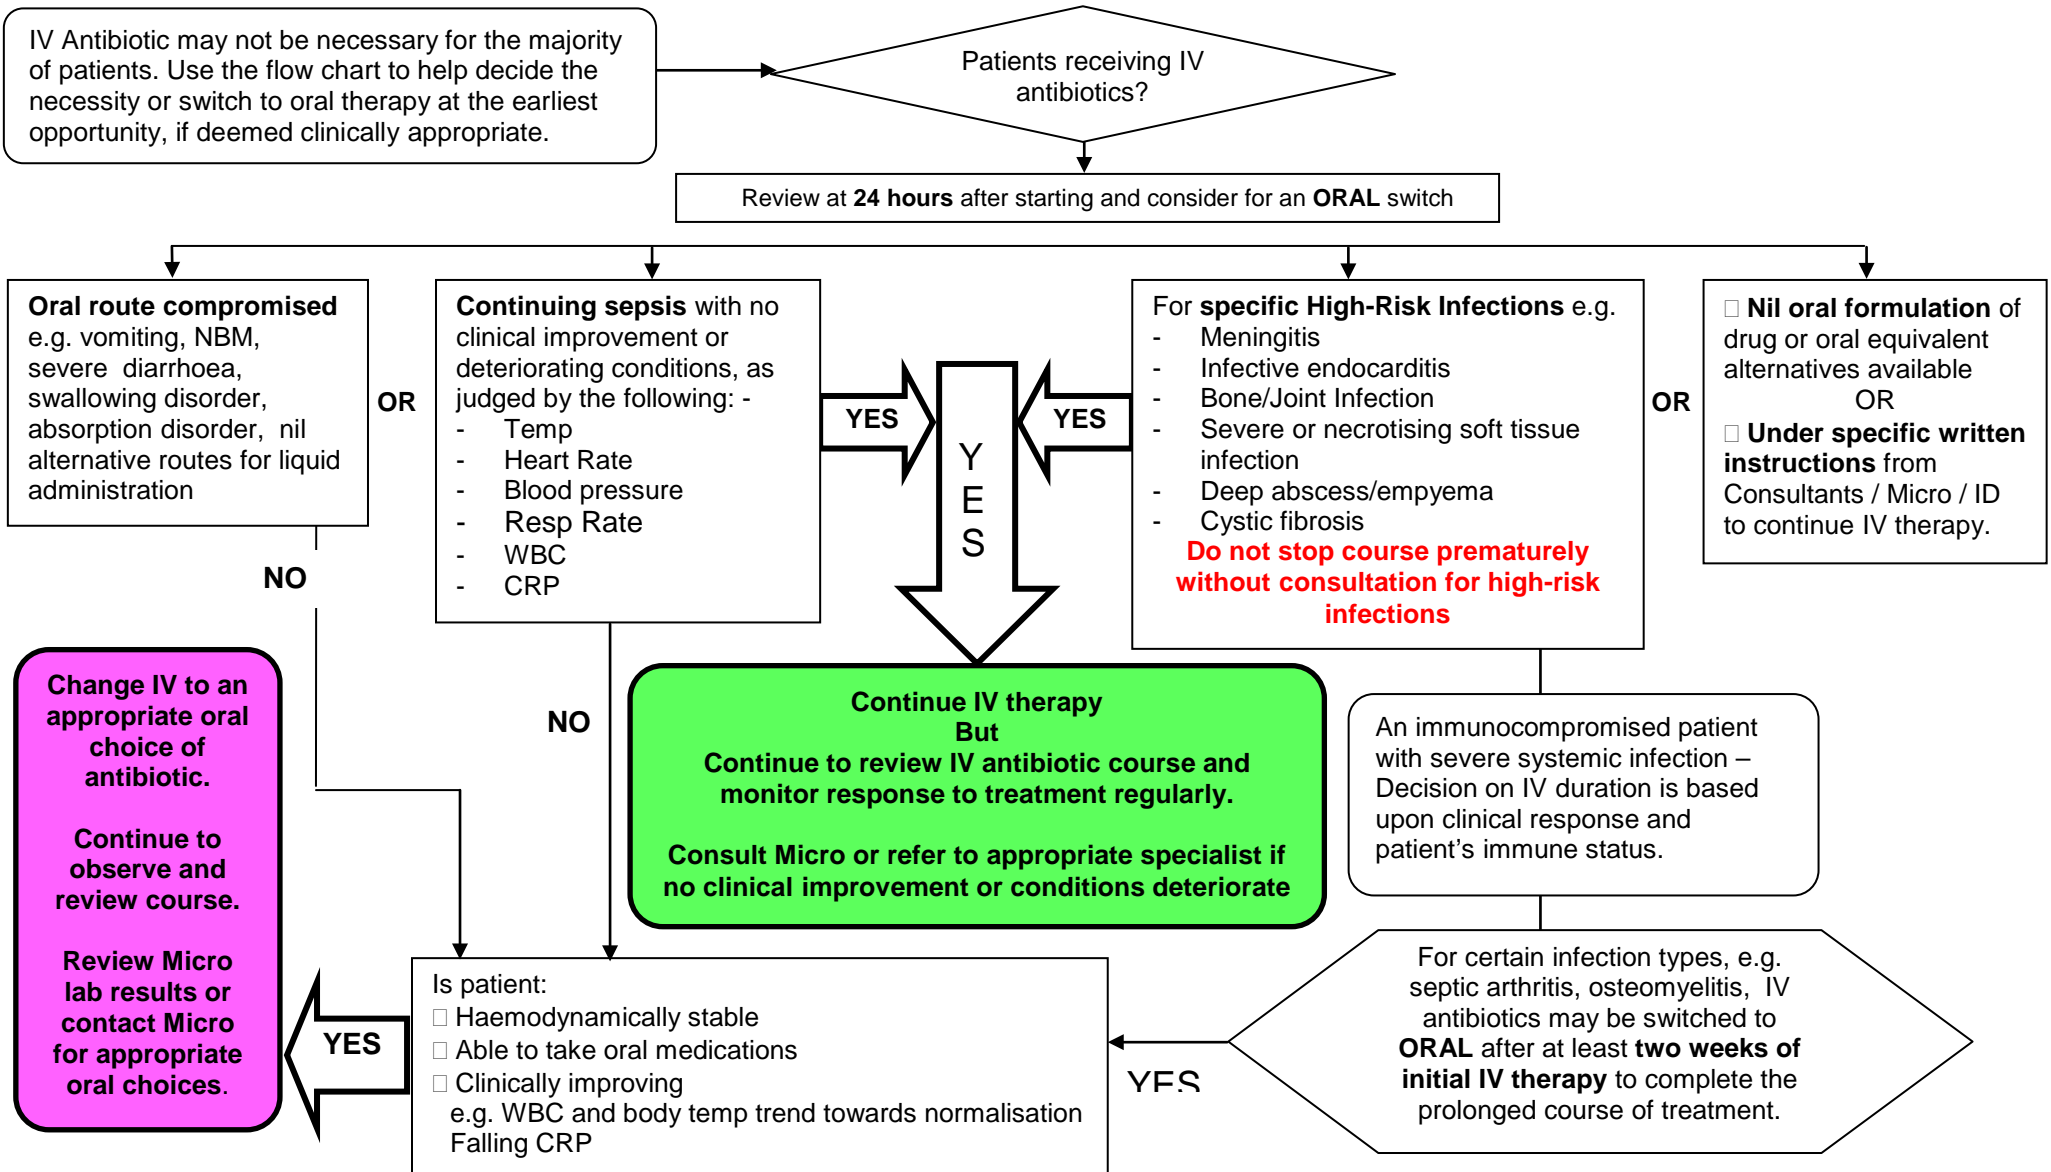 IV Antibiotic may not be necessary for the majority
of patients. Use the flow chart to help decide the
necessity or switch to oral therapy at the earliest
opportunity, if deemed clinically appropriate.
Patients receiving IV
antibiotics?
Review at 24 hours after starting and consider for an ORAL switch
Oral route compromised
e.g. vomiting, NBM,
severe diarrhoea,
swallowing disorder,
absorption disorder, nil
alternative routes for liquid
administration
OR
Continuing sepsis with no
clinical improvement or
deteriorating conditions, as
judged by the following: -
- Temp
- Heart Rate
- Blood pressure
- Resp Rate
- WBC
- CRP
YES
YES
YES
For specific High-Risk Infections e.g.
- Meningitis
- Infective endocarditis
- Bone/Joint Infection
- Severe or necrotising soft tissue
infection
- Deep abscess/empyema
- Cystic fibrosis
Do not stop course prematurely
without consultation for high-risk
infections
OR
Nil oral formulation of
drug or oral equivalent
alternatives available
OR
Under specific written
instructions from
Consultants / Micro / ID
to continue IV therapy.
NO
NO
Change IV to an
appropriate oral
choice of
antibiotic.
Continue to
observe and
review course.
Review Micro
lab results or
contact Micro
for appropriate
oral choices.
Continue IV therapy
But
Continue to review IV antibiotic course and
monitor response to treatment regularly.
Consult Micro or refer to appropriate specialist if
no clinical improvement or conditions deteriorate
An immunocompromised patient
with severe systemic infection –
Decision on IV duration is based
upon clinical response and
patient's immune status.
For certain infection types, e.g.
septic arthritis, osteomyelitis, IV
antibiotics may be switched to
ORAL after at least two weeks of
initial IV therapy to complete the
prolonged course of treatment.
YES
Is patient:
Haemodynamically stable
Able to take oral medications
Clinically improving
e.g. WBC and body temp trend towards normalisation
Falling CRP
YES